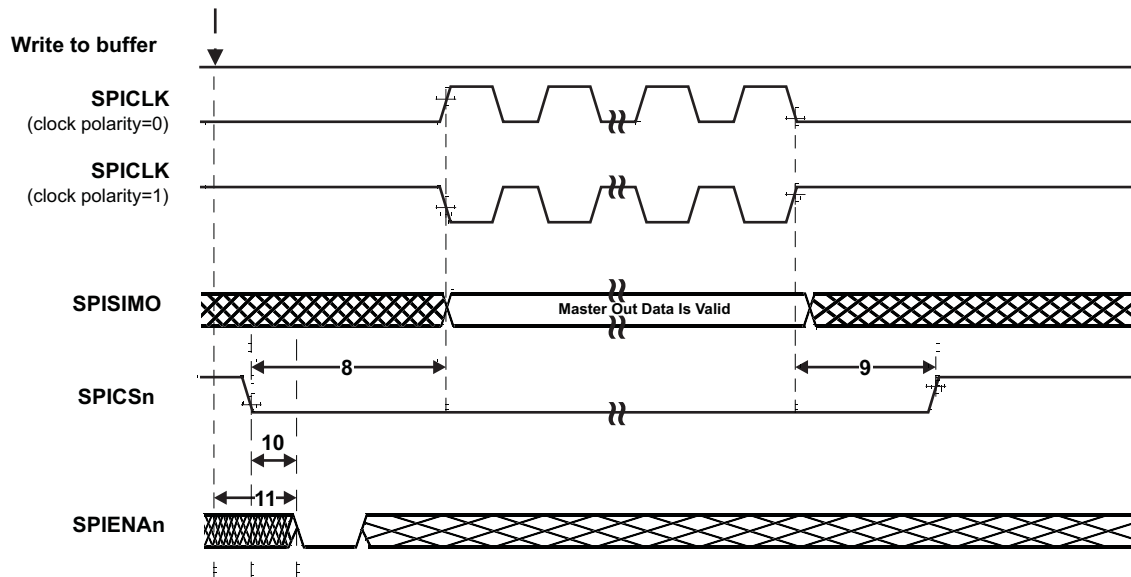 Write to buffer
SPICLK
(clock polarity=0)
SPICLK
(clock polarity=1)
SPISIMO
Master Out Data Is Valid
8
9
SPICSn
10
11
SPIENAn